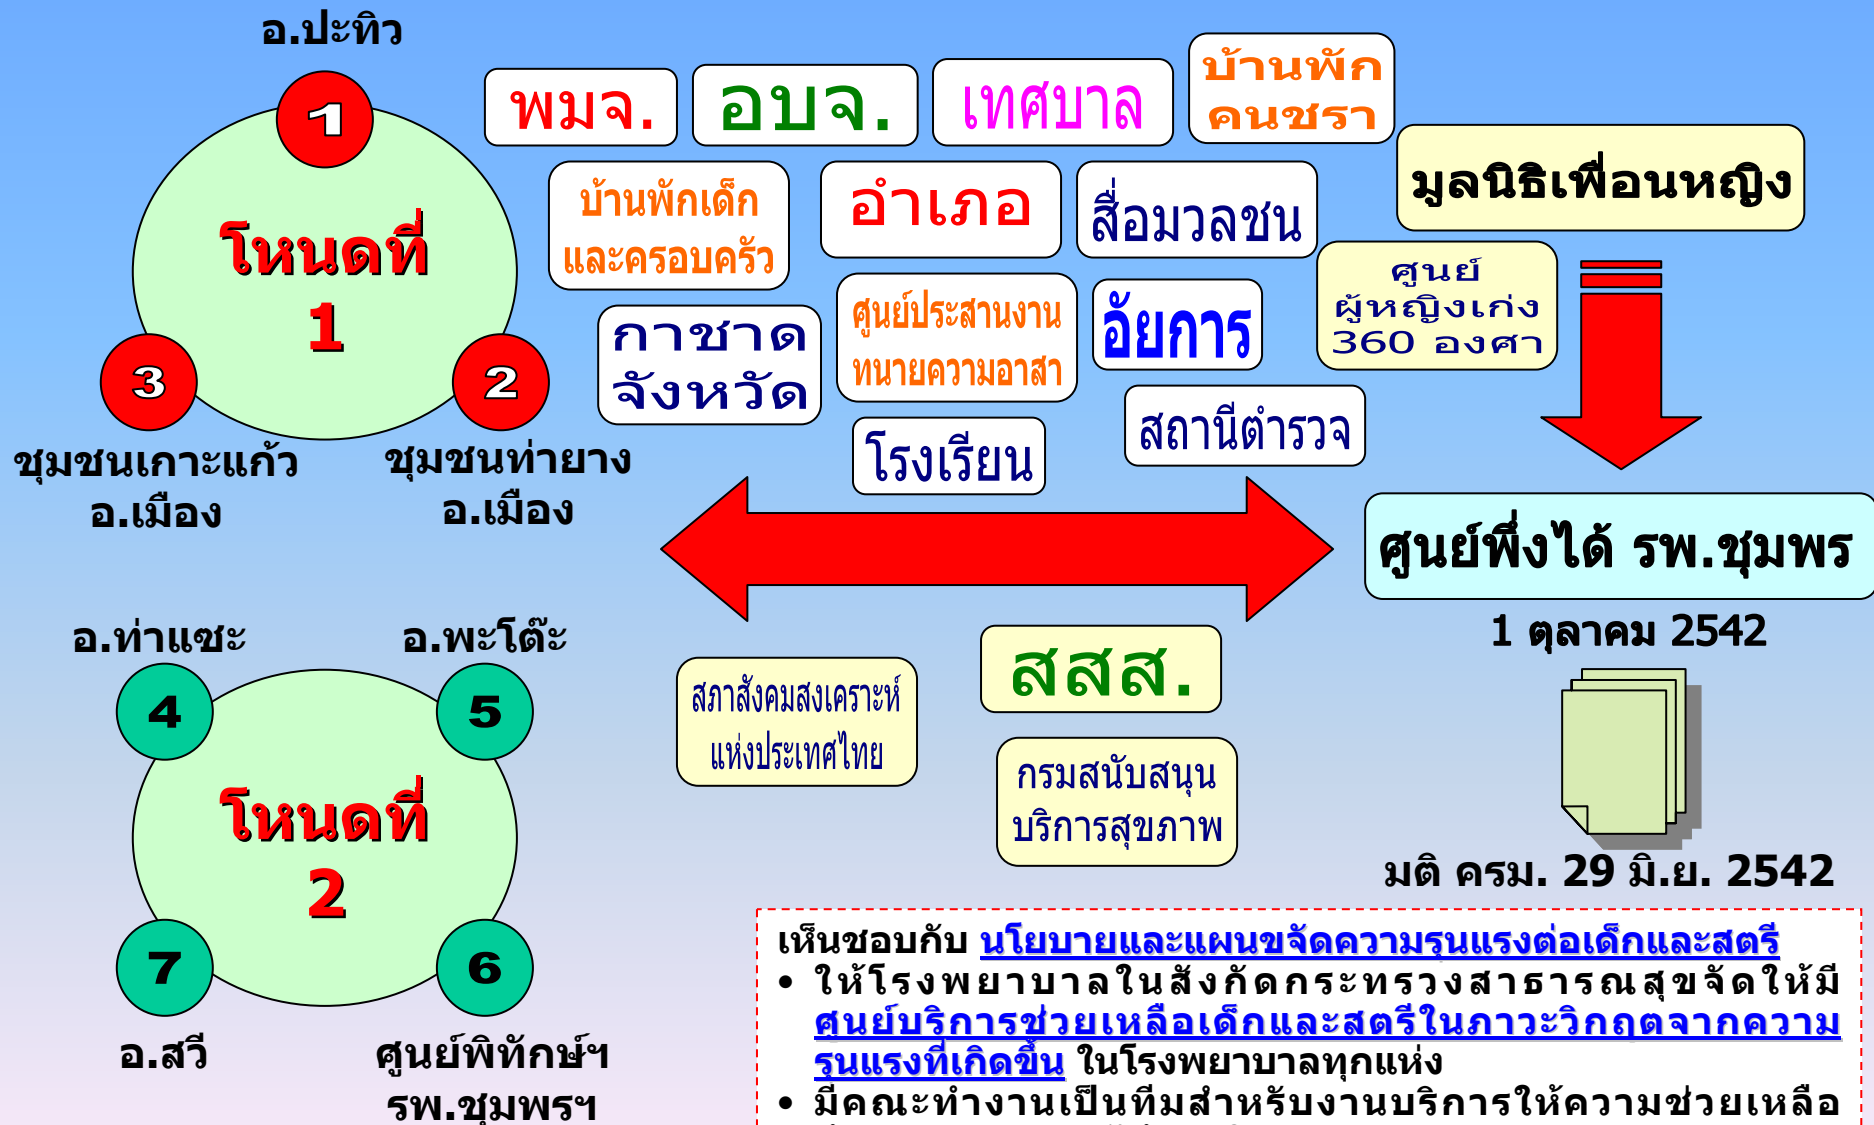 อ.ปะทิว
1
โหนดที่
1
3
2
ชุมชนเกาะแก้ว
อ.เมือง
ชุมชนท่ายาง
อ.เมือง
พมจ.
อบจ.
เทศบาล
บ้านพัก
คนชรา
บ้านพักเด็ก
และครอบครัว
อำเภอ
สื่อมวลชน
มูลนิธิเพื่อนหญิง
กาชาด
จังหวัด
ศูนย์ประสานงาน
ทนายความอาสา
อัยการ
ศูนย์
ผู้หญิงเก่ง
360 องศา
โรงเรียน
สถานีตำรวจ
ศูนย์พึ่งได้ รพ.ชุมพร
1 ตุลาคม 2542
อ.ท่าแซะ
อ.พะโต๊ะ
4
5
โหนดที่
2
7
6
อ.สวี
ศูนย์พิทักษ์ฯ
รพ.ชุมพรฯ
สภาสังคมสงเคราะห์
แห่งประเทศไทย
สสส.
กรมสนับสนุน
บริการสุขภาพ
มติ ครม. 29 มิ.ย. 2542
เห็นชอบกับ นโยบายและแผนขจัดความรุนแรงต่อเด็กและสตรี
• ให้โรงพยาบาลในสังกัดกระทรวงสาธารณสุขจัดให้มี
ศูนย์บริการช่วยเหลือเด็กและสตรีในภาวะวิกฤตจากความ
รุนแรงที่เกิดขึ้น ในโรงพยาบาลทุกแห่ง
• มีคณะทำงานเป็นทีมสำหรับงานบริการให้ความช่วยเหลือ